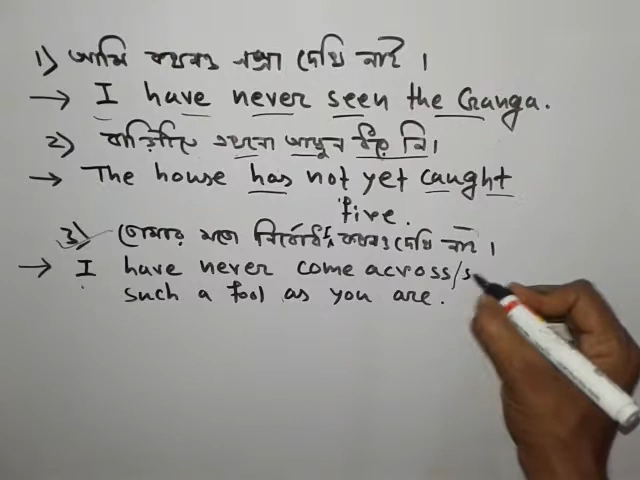 1) আমি কখনও গঙ্গা দেখি নাই।
→ I have never seen the Ganga.
2) বাড়িটিতে এখনো আগুন ধরে নি।
→ The house has not yet caught
fire.
3) তোমার মতো নির্বোধ কখনও দেখি নাই।
→ I have never come across/s
such a fool as you are.